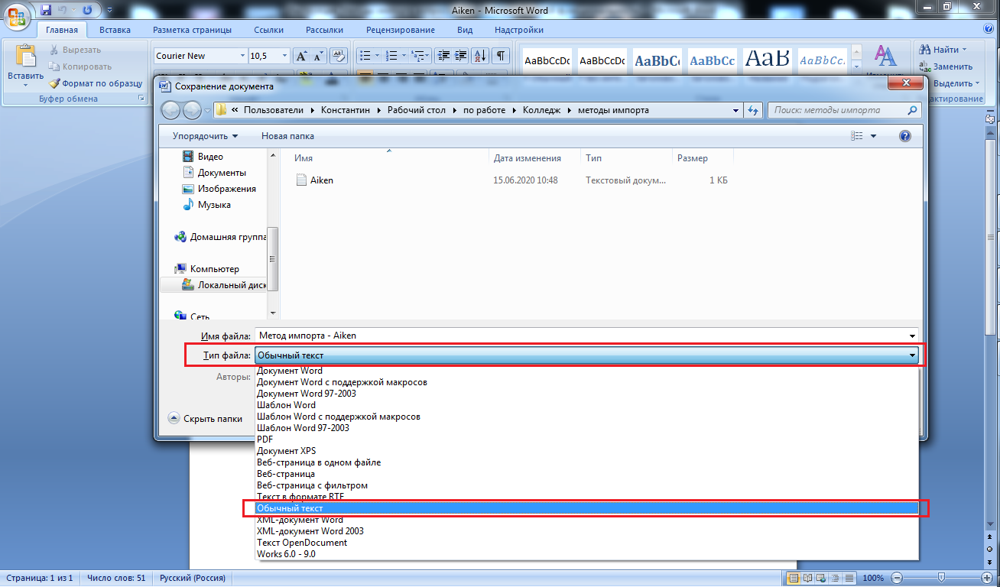 Aiken - Microsoft Word
Главная Вставка Разметка страницы Ссылки Рассылки Рецензирование Вид Надстройки
Вставить
Вырезать
Копировать
Формат по образцу
Буфер обмена
Courier New 10,5
AaBbCcDc AaBbCcDc AaBbC AaBbCc AaB AaBbCc.
Найти
Заменить
Выделить
Сохранение документа
« Пользователи Константин Рабочий стол по работе Колледж методы импорта
Поиск: методы импорта
Упорядочить Новая папка
Имя Дата изменения Тип Размер
Aiken 15.06.2020 10:48 Текстовый докум... 1 КБ
Видео
Документы
Изображения
Музыка
Домашняя группа
Компьютер
Локальный диск
Сеть
Имя файла: Метод импорта - Aiken
Тип файла: Обычный текст
Авторы:
Скрыть папки
Документ Word
Документ Word с поддержкой макросов
Документ Word 97-2003
Шаблон Word
Шаблон Word с поддержкой макросов
Шаблон Word 97-2003
PDF
Документ XPS
Веб-страница в одном файле
Веб-страница
Веб-страница с фильтром
Текст в формате RTF
Обычный текст
XML-документ Word
XML-документ Word 2003
Текст OpenDocument
Works 6.0 - 9.0
Страница: 1 из 1 Число слов: 51 Русский (Россия) 100%